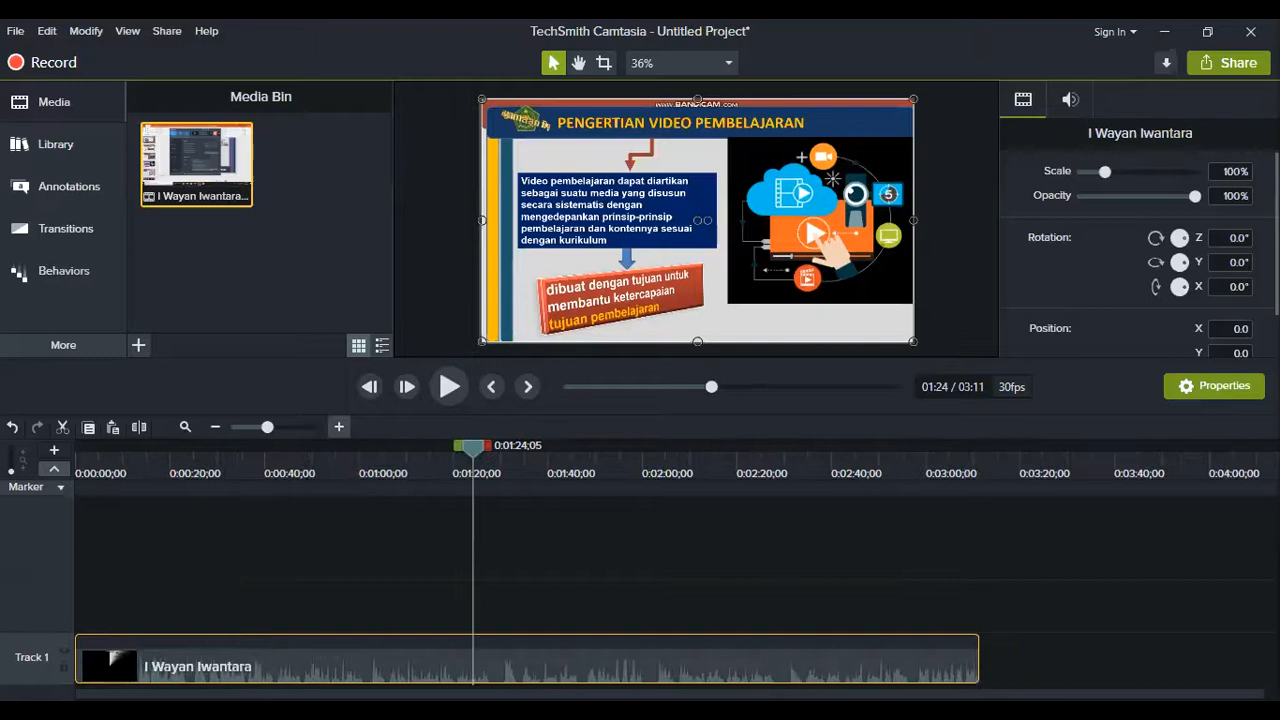 File Edit Modify View Share Help
TechSmith Camtasia - Untitled Project*
Sign In
Record
36%
Share
Media
Library
Annotations
Transitions
Behaviors
More
Media Bin
I Wayan Iwantara...
WWW.BANDICAM.COM
PENGERTIAN VIDEO PEMBELAJARAN
Video pembelajaran dapat diartikan
sebagai suatu media yang disusun
secara sistematis dengan
mengedepankan prinsip-prinsip
pembelajaran dan kontennya sesuai
dengan kurikulum
dibuat dengan tujuan untuk
membantu ketercapaian
tujuan pembelajaran
5
I Wayan Iwantara
Scale 100%
Opacity 100%
Rotation: Z 0.0°
Y 0.0°
X 0.0°
Position: X 0.0
Y 0.0
01:24 / 03:11 30fps
Properties
0:01:24;05
0:00:00;00 0:00:20;00 0:00:40;00 0:01:00;00 0:01:20;00 0:01:40;00 0:02:00;00 0:02:20;00 0:02:40;00 0:03:00;00 0:03:20;00 0:03:40;00 0:04:00;00
Marker
Track 1
I Wayan Iwantara